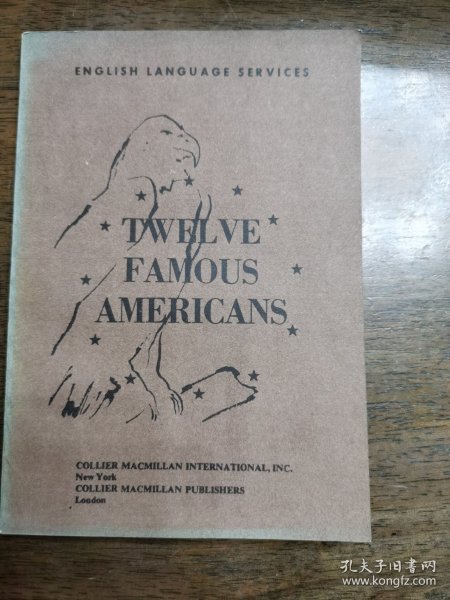 ENGLISH LANGUAGE SERVICES
TWELVE
FAMOUS
AMERICANS
COLLIER MACMILLAN INTERNATIONAL, INC.
New York
COLLIER MACMILLAN PUBLISHERS
London
孔夫子旧书网
www.kongfz.com